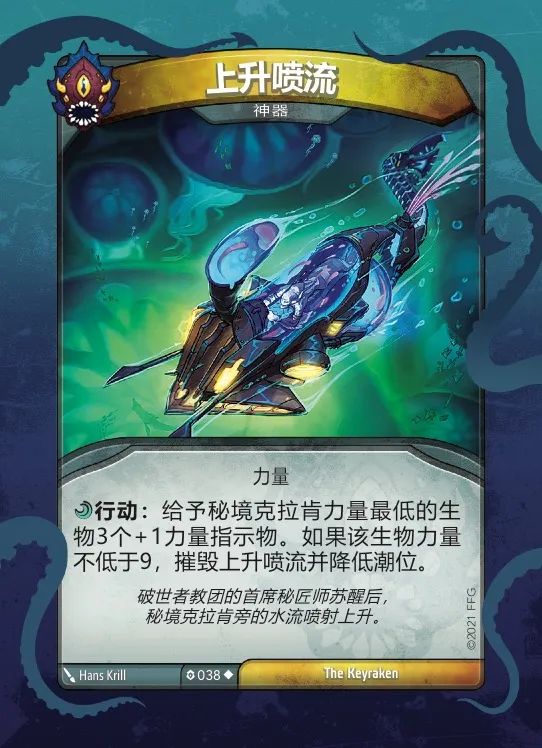 上升喷流
神器
力量
行动：给予秘境克拉肯力量最低的生
物3个+1力量指示物。如果该生物力量
不低于9，摧毁上升喷流并降低潮位。
破世者教团的首席秘匠师苏醒后，
秘境克拉肯旁的水流喷射上升。
©2021 FFG
Hans Krill
038
The Keyraken